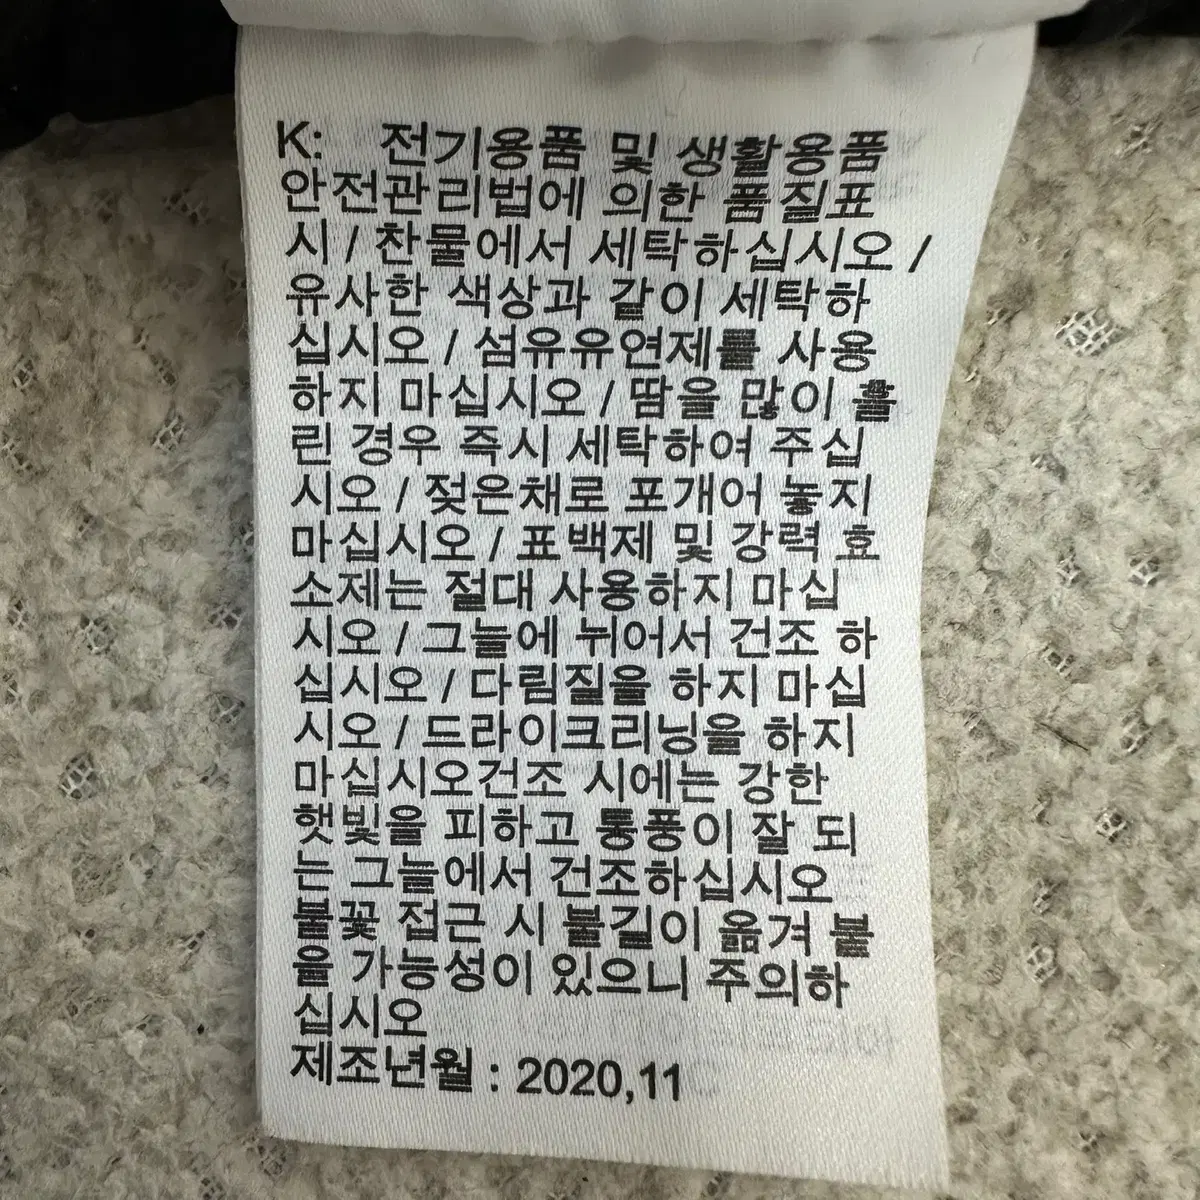 K: 전기용품 및 생활용품
안전관리법에 의한 품질표
시 / 찬물에서 세탁하십시오 /
유사한 색상과 같이 세탁하
십시오 / 섬유유연제를 사용
하지 마십시오 / 땀을 많이 흘
린 경우 즉시 세탁하여 주십
시오 / 젖은채로 포개어 놓지
마십시오 / 표백제 및 강력 효
소제는 절대 사용하지 마십
시오 / 그늘에 뉘어서 건조 하
십시오 / 다림질을 하지 마십
시오 / 드라이크리닝을 하지
마십시오건조 시에는 강한
햇빛을 피하고 통풍이 잘 되
는 그늘에서 건조하십시오
불꽃 접근 시 불길이 옮겨 붙
을 가능성이 있으니 주의하
십시오
제조년월 : 2020,11